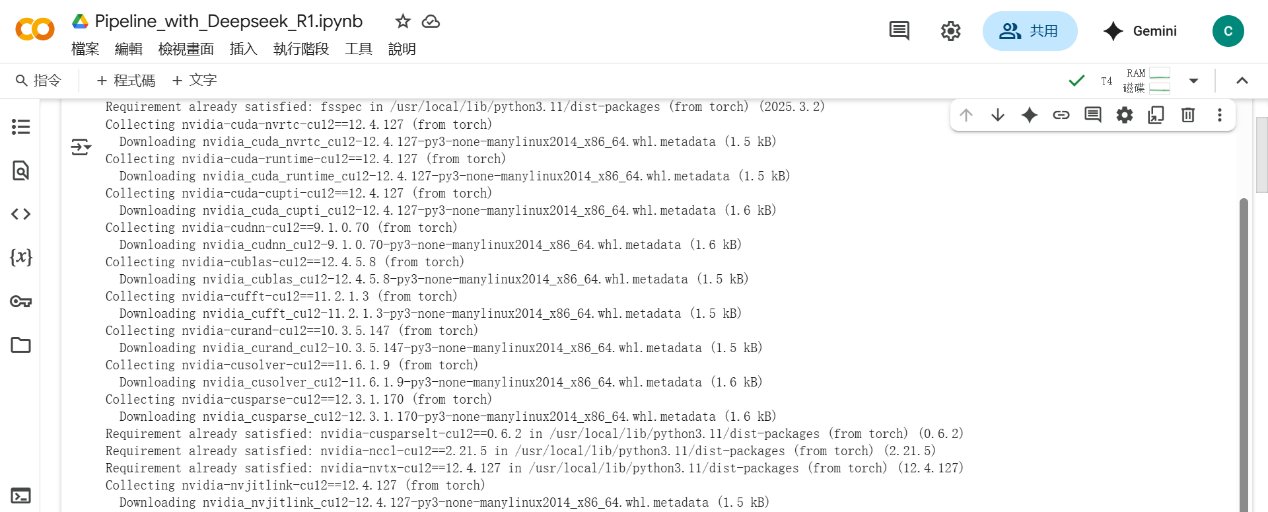 Pipeline_with_Deepseek_R1.ipynb
檔案 編輯 檢視畫面 插入 執行階段 工具 說明
共用
Gemini
C
指令 + 程式碼 + 文字
T4
RAM
磁碟
Requirement already satisfied: fsspec in /usr/local/lib/python3.11/dist-packages (from torch) (2025.3.2)
Collecting nvidia-cuda-nvrtc-cu12==12.4.127 (from torch)
Downloading nvidia_cuda_nvrtc_cu12-12.4.127-py3-none-manylinux2014_x86_64.whl.metadata (1.5 kB)
Collecting nvidia-cuda-runtime-cu12==12.4.127 (from torch)
Downloading nvidia_cuda_runtime_cu12-12.4.127-py3-none-manylinux2014_x86_64.whl.metadata (1.5 kB)
Collecting nvidia-cuda-cupti-cu12==12.4.127 (from torch)
Downloading nvidia_cuda_cupti_cu12-12.4.127-py3-none-manylinux2014_x86_64.whl.metadata (1.6 kB)
Collecting nvidia-cudnn-cu12==9.1.0.70 (from torch)
Downloading nvidia_cudnn_cu12-9.1.0.70-py3-none-manylinux2014_x86_64.whl.metadata (1.6 kB)
Collecting nvidia-cublas-cu12==12.4.5.8 (from torch)
Downloading nvidia_cublas_cu12-12.4.5.8-py3-none-manylinux2014_x86_64.whl.metadata (1.5 kB)
Collecting nvidia-cufft-cu12==11.2.1.3 (from torch)
Downloading nvidia_cufft_cu12-11.2.1.3-py3-none-manylinux2014_x86_64.whl.metadata (1.5 kB)
Collecting nvidia-curand-cu12==10.3.5.147 (from torch)
Downloading nvidia_curand_cu12-10.3.5.147-py3-none-manylinux2014_x86_64.whl.metadata (1.5 kB)
Collecting nvidia-cusolver-cu12==11.6.1.9 (from torch)
Downloading nvidia_cusolver_cu12-11.6.1.9-py3-none-manylinux2014_x86_64.whl.metadata (1.6 kB)
Collecting nvidia-cusparse-cu12==12.3.1.170 (from torch)
Downloading nvidia_cusparse_cu12-12.3.1.170-py3-none-manylinux2014_x86_64.whl.metadata (1.6 kB)
Requirement already satisfied: nvidia-cusparselt-cu12==0.6.2 in /usr/local/lib/python3.11/dist-packages (from torch) (0.6.2)
Requirement already satisfied: nvidia-nccl-cu12==2.21.5 in /usr/local/lib/python3.11/dist-packages (from torch) (2.21.5)
Requirement already satisfied: nvidia-nvtx-cu12==12.4.127 in /usr/local/lib/python3.11/dist-packages (from torch) (12.4.127)
Collecting nvidia-nvjitlink-cu12==12.4.127 (from torch)
Downloading nvidia_nvjitlink_cu12-12.4.127-py3-none-manylinux2014_x86_64.whl.metadata (1.5 kB)